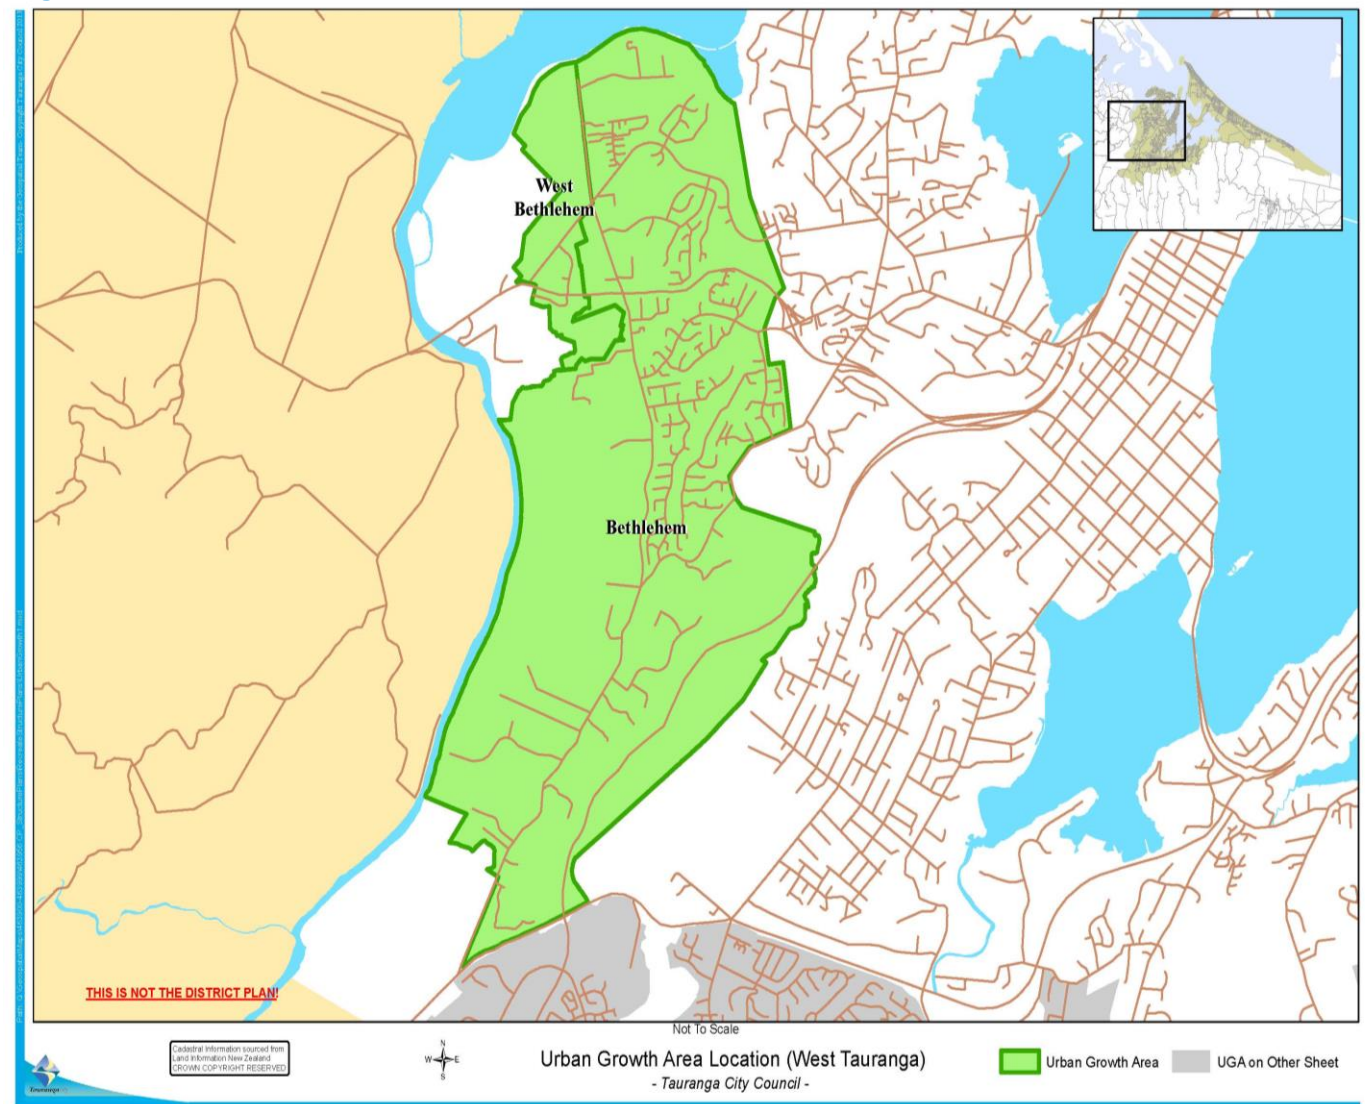 West
Bethlehem
Bethlehem
THIS IS NOT THE DISTRICT PLAN!
Not To Scale
Cadastral Information sourced from
Land Information New Zealand
CROWN COPYRIGHT RESERVED
N
W E
S
Urban Growth Area Location (West Tauranga)
- Tauranga City Council -
Urban Growth Area
UGA on Other Sheet
Tauranga